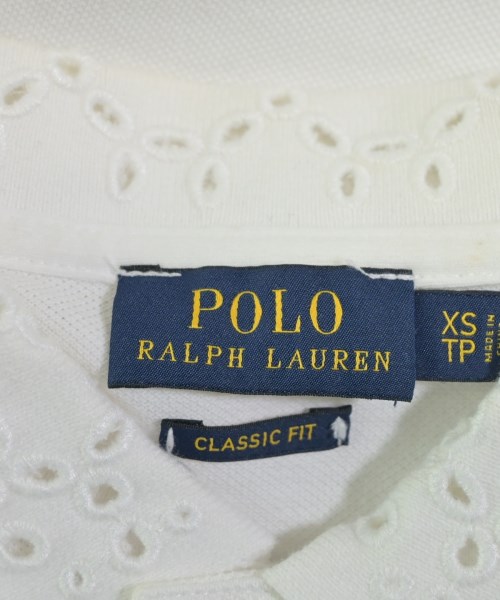 POLO
RALPH LAUREN
XS
TP
MADE IN
CLASSIC FIT